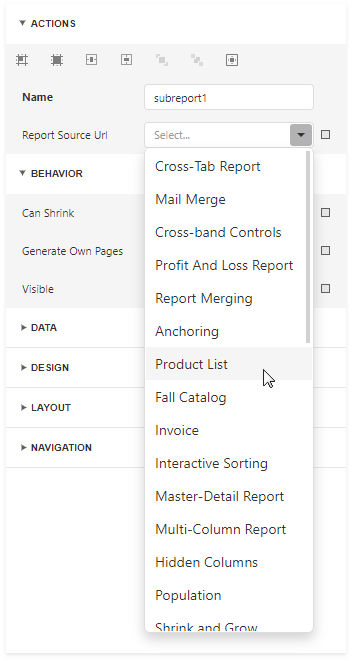 ACTIONS
Name subreport1
Report Source Url Select...
Cross-Tab Report
BEHAVIOR
Mail Merge
Can Shrink
Cross-band Controls
Generate Own Pages
Profit And Loss Report
Visible
Report Merging
DATA
Anchoring
DESIGN
Product List
LAYOUT
Fall Catalog
NAVIGATION
Invoice
Interactive Sorting
Master-Detail Report
Multi-Column Report
Hidden Columns
Population
Shrink and Grow